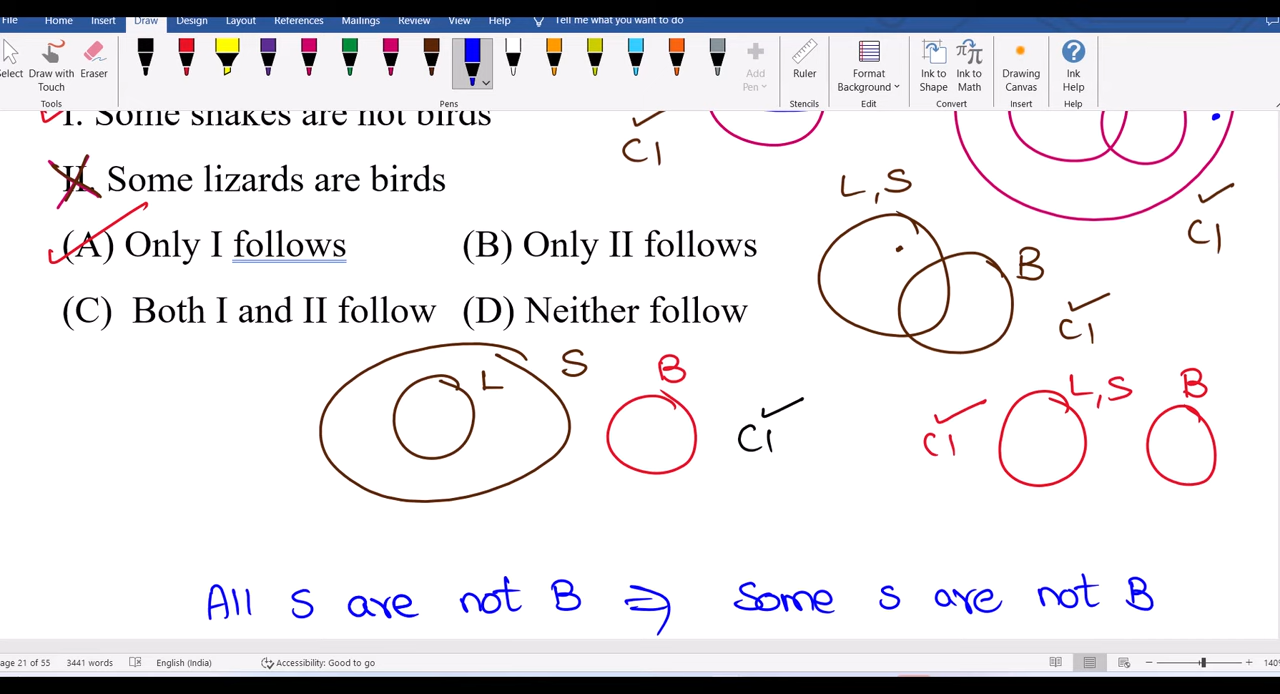 File Home Insert Draw Design Layout References Mailings Review View Help Tell me what you want to do
Select Draw with Touch Eraser Add Pen Ruler Format Background Ink to Shape Ink to Math Drawing Canvas Ink Help
Tools Pens Stencils Edit Convert Insert Help
I. Some snakes are not birds
C1
II. Some lizards are birds
L, S
C1
(A) Only I follows (B) Only II follows
B
(C) Both I and II follow (D) Neither follow
C1
L S B L, S B
C1 C1
All S are not B ⇒ Some S are not B
age 21 of 55 3441 words English (India) Accessibility: Good to go 140%